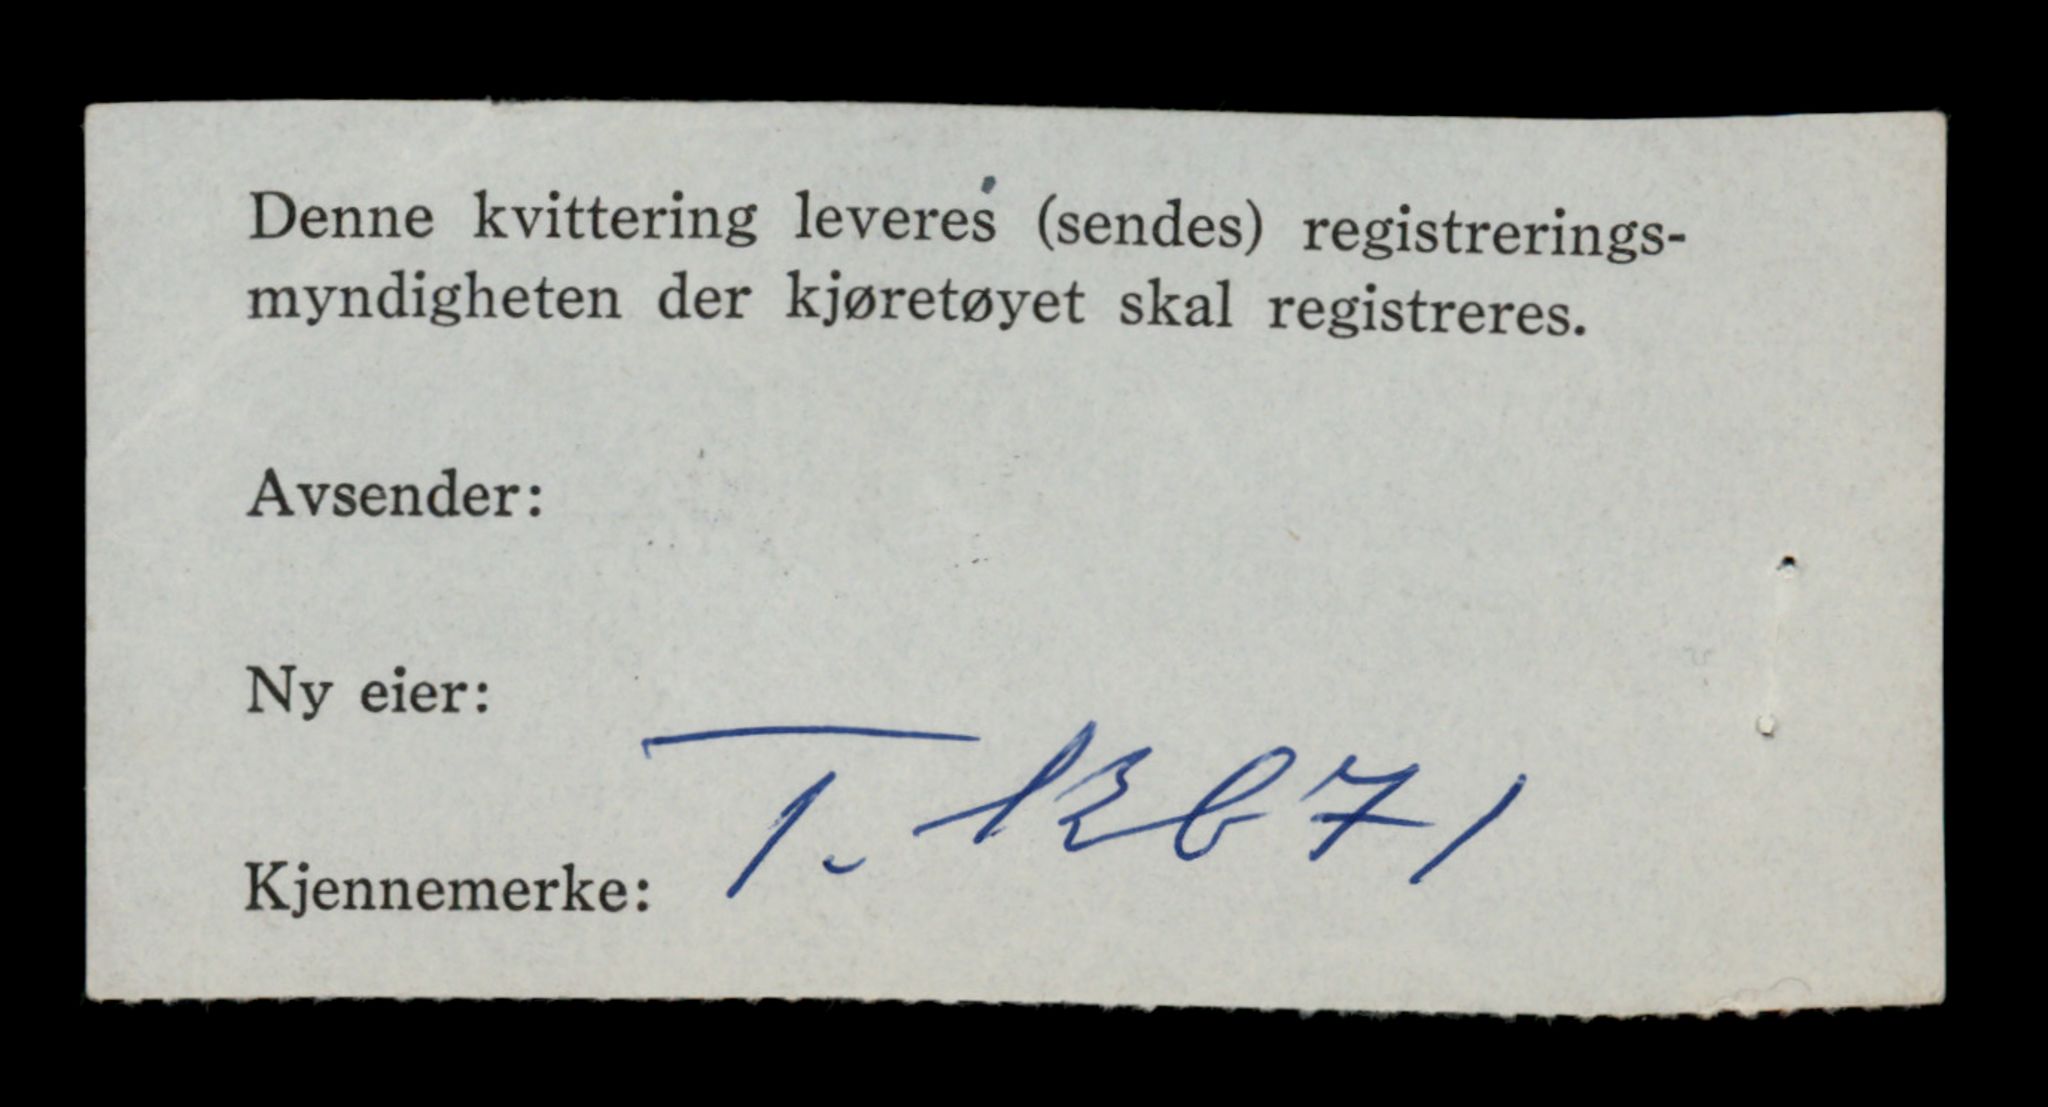 Denne kvittering leveres (sendes) registrerings-
myndigheten der kjøretøyet skal registreres.
Avsender:
Ny eier:
Kjennemerke: T. 12671